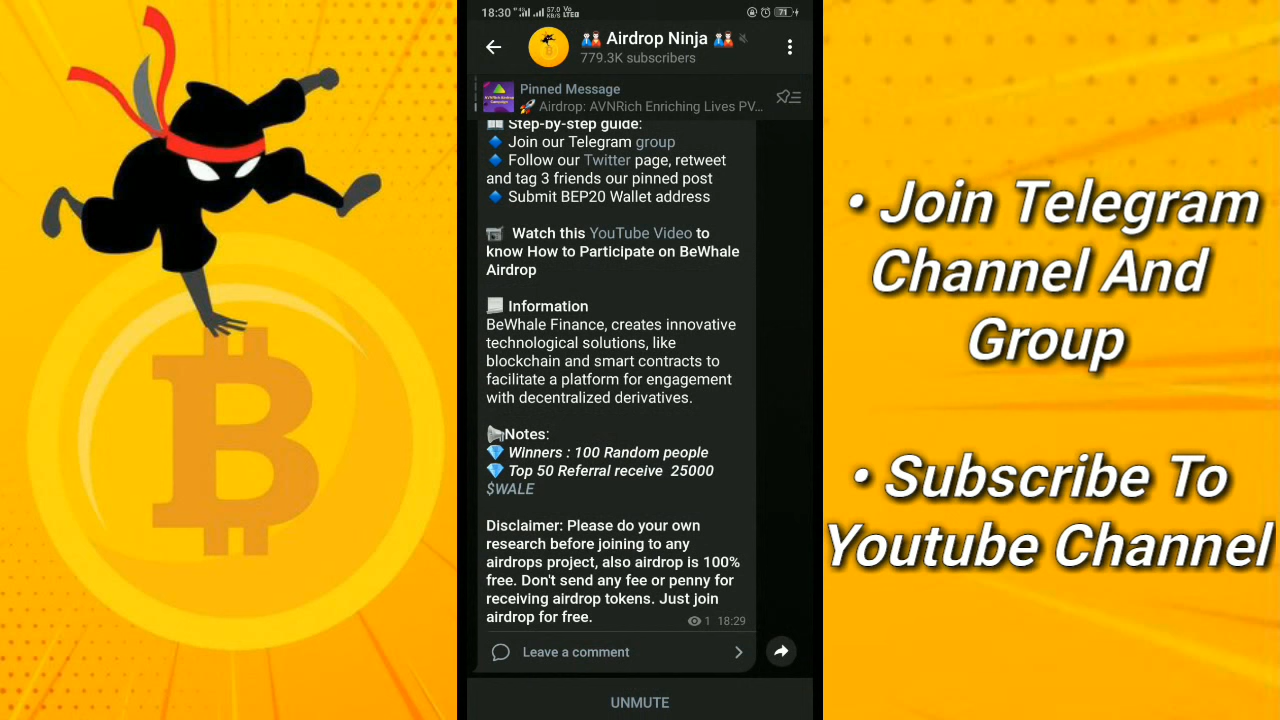 18:30 57.0 KB/S Vo LTE 71
Airdrop Ninja
779.3K subscribers
Pinned Message
🚀 Airdrop: AVNRich Enriching Lives PV...
Step-by-step guide:
🔹 Join our Telegram group
🔹 Follow our Twitter page, retweet
and tag 3 friends our pinned post
🔹 Submit BEP20 Wallet address
Watch this YouTube Video to
know How to Participate on BeWhale
Airdrop
Information
BeWhale Finance, creates innovative
technological solutions, like
blockchain and smart contracts to
facilitate a platform for engagement
with decentralized derivatives.
Notes:
💎 Winners : 100 Random people
💎 Top 50 Referral receive 25000
$WALE
Disclaimer: Please do your own
research before joining to any
airdrops project, also airdrop is 100%
free. Don't send any fee or penny for
receiving airdrop tokens. Just join
airdrop for free.
1 18:29
Leave a comment
UNMUTE
• Join Telegram
Channel And
Group
• Subscribe To
Youtube Channel